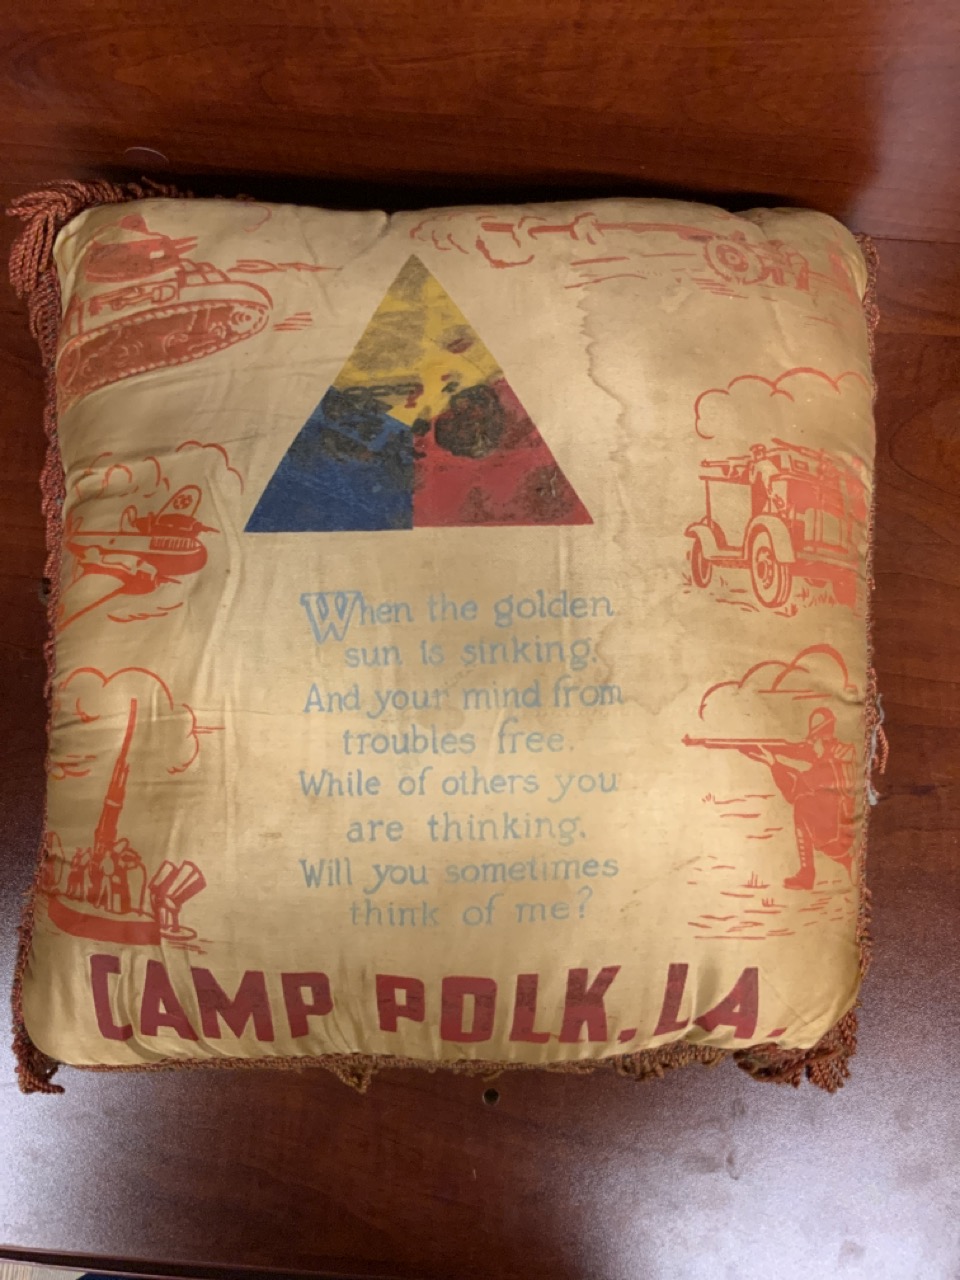 When the golden
sun is sinking.
And your mind from
troubles free.
While of others you
are thinking.
Will you sometimes
think of me?
CAMP POLK, LA.